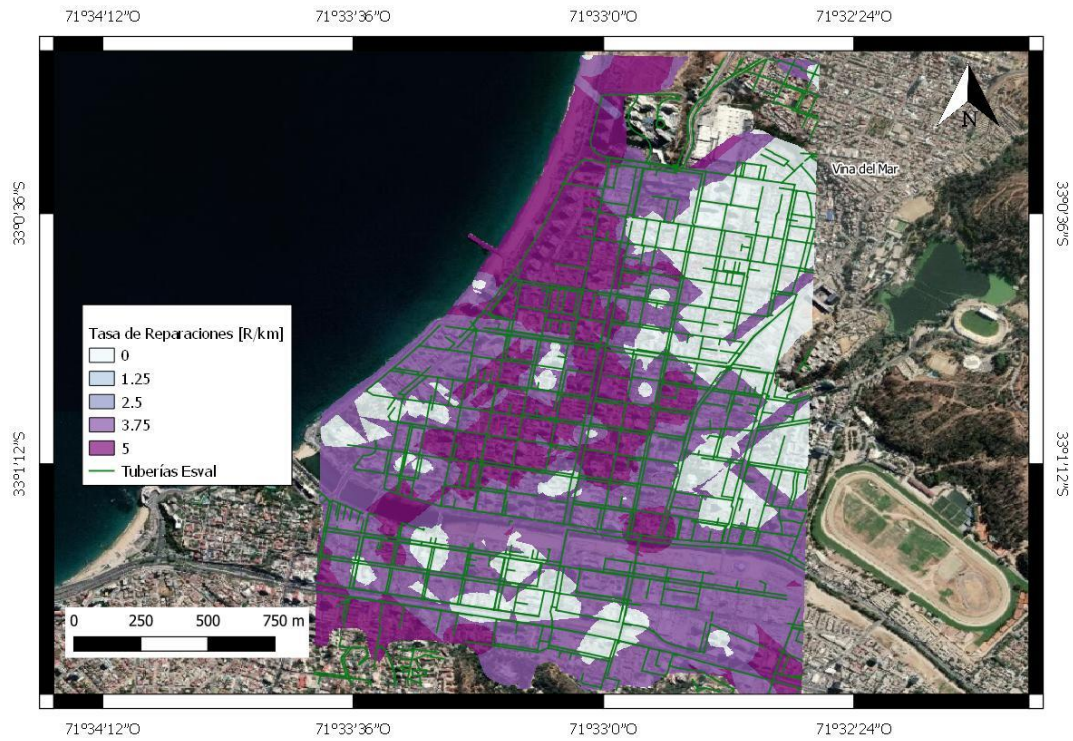 71°34'12"O
71°33'36"O
71°33'0"O
71°32'24"O
N
Vina del Mar
33°0'36"S
33°0'36"S
Tasa de Reparaciones [R/km]
0
1.25
2.5
3.75
5
Tuberías Esval
33°1'12"S
33°1'12"S
0 250 500 750 m
71°34'12"O
71°33'36"O
71°33'0"O
71°32'24"O